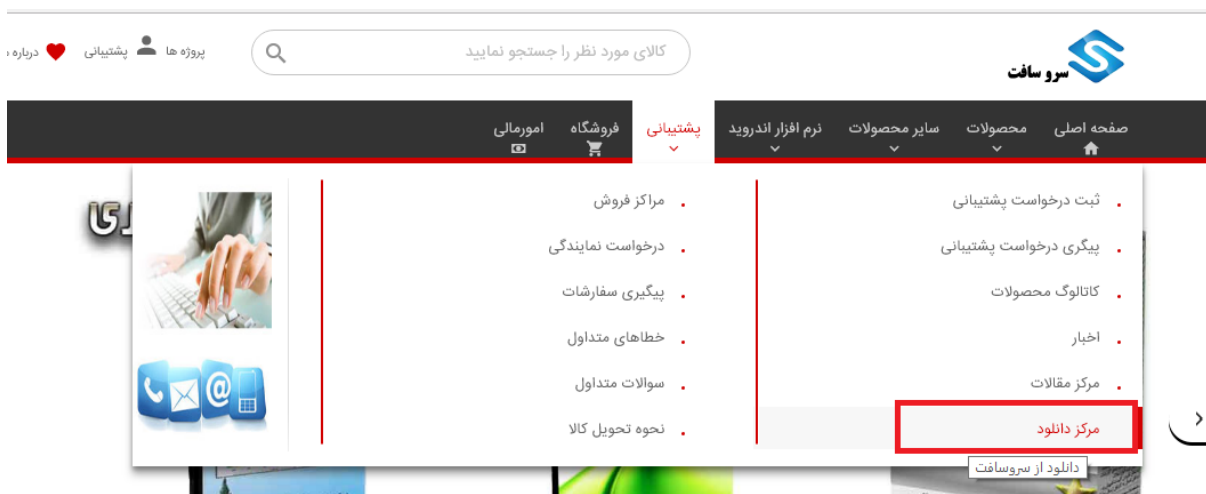 سرو سافت
کالای مورد نظر را جستجو نمایید
پروژه ها
پشتیبانی
درباره
صفحه اصلی
محصولات
سایر محصولات
نرم افزار اندروید
پشتیبانی
فروشگاه
امورمالی
ثبت درخواست پشتیبانی
پیگری درخواست پشتیبانی
کاتالوگ محصولات
اخبار
مرکز مقالات
مرکز دانلود
دانلود از سروسافت
مراکز فروش
درخواست نمایندگی
پیگیری سفارشات
خطاهای متداول
سوالات متداول
نحوه تحویل کالا
@